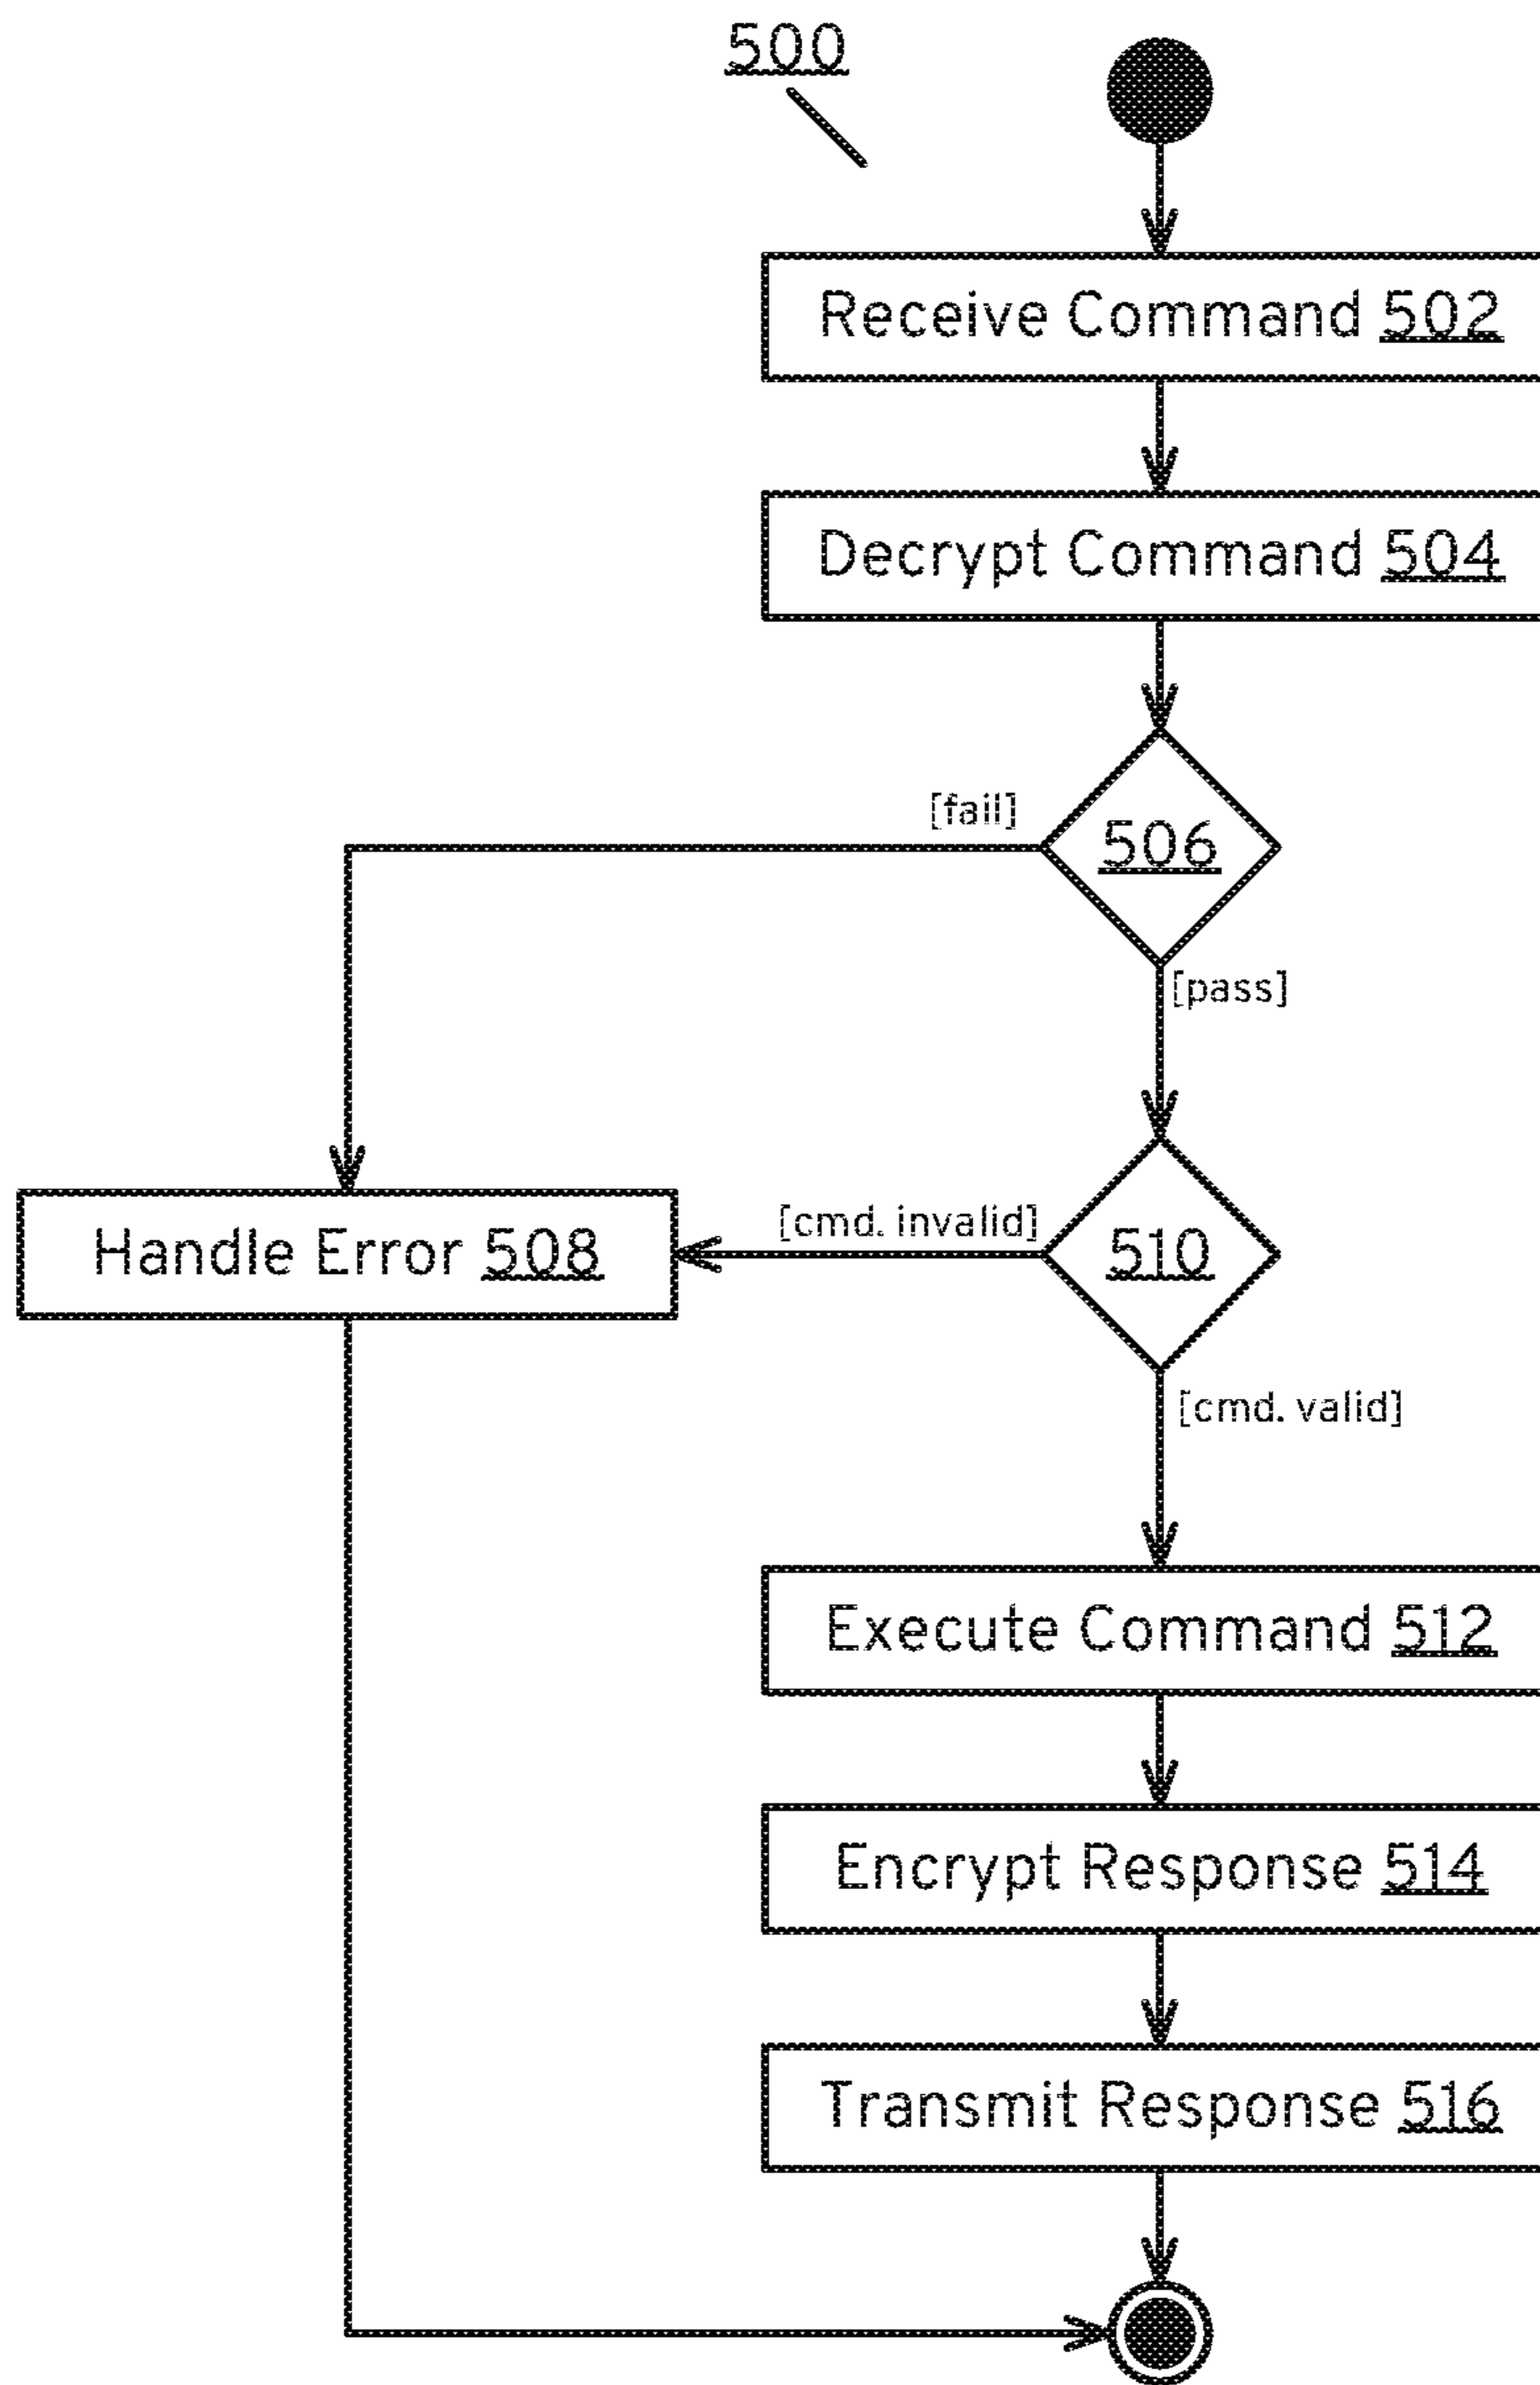 500
Receive Command 502
Decrypt Command 504
[fail]
506
[pass]
Handle Error 508
[cmd. invalid]
510
[cmd. valid]
Execute Command 512
Encrypt Response 514
Transmit Response 516